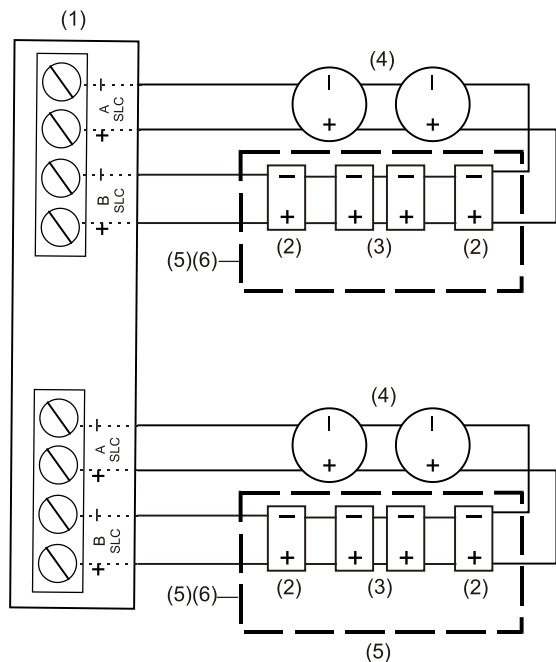 (1)
(4)
− A SLC +
− B SLC +
− + − +
− + − + − + − +
(2) (3) (2)
(5)(6)
(4)
− A SLC +
− B SLC +
− + − +
− + − + − + − +
(2) (3) (2)
(5)(6)
(5)